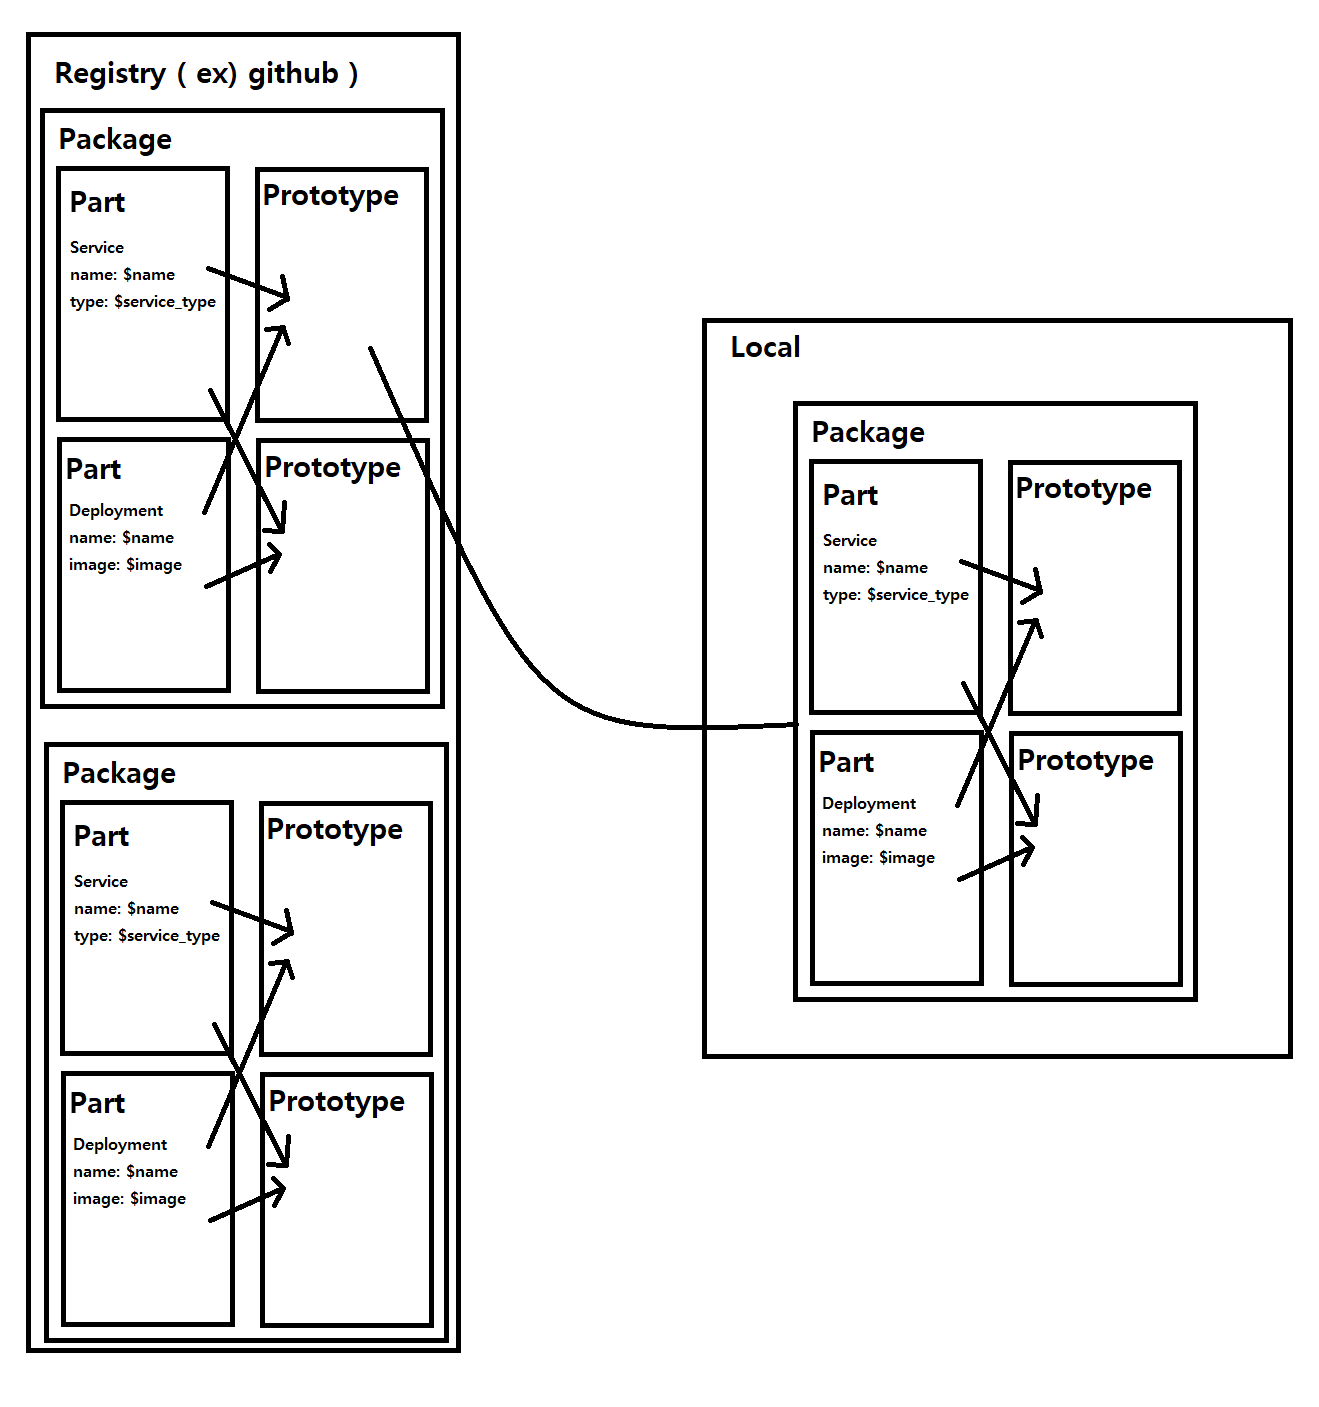 Registry ( ex) github )
Package
Part
Service
name: $name
type: $service_type
Prototype
Part
Deployment
name: $name
image: $image
Prototype
Package
Part
Service
name: $name
type: $service_type
Prototype
Part
Deployment
name: $name
image: $image
Prototype
Local
Package
Part
Service
name: $name
type: $service_type
Prototype
Part
Deployment
name: $name
image: $image
Prototype